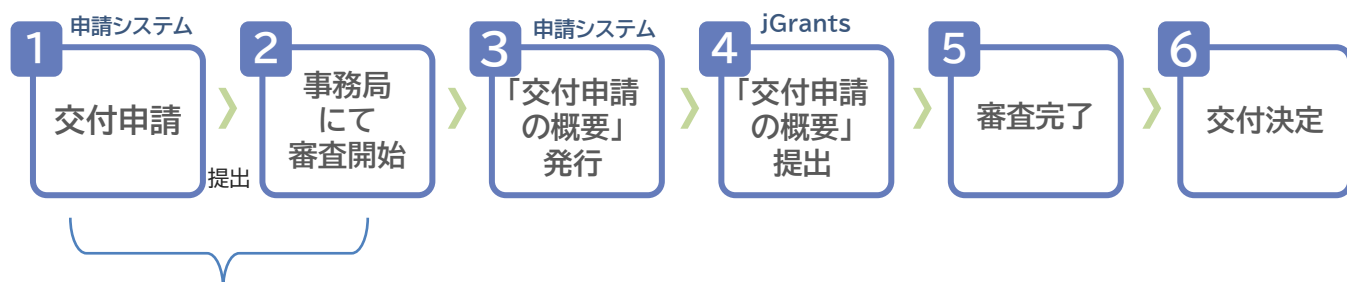 1
申請システム
交付申請
提出
2
事務局
にて
審査開始
3
申請システム
「交付申請
の概要」
発行
4
jGrants
「交付申請
の概要」
提出
5
審査完了
6
交付決定